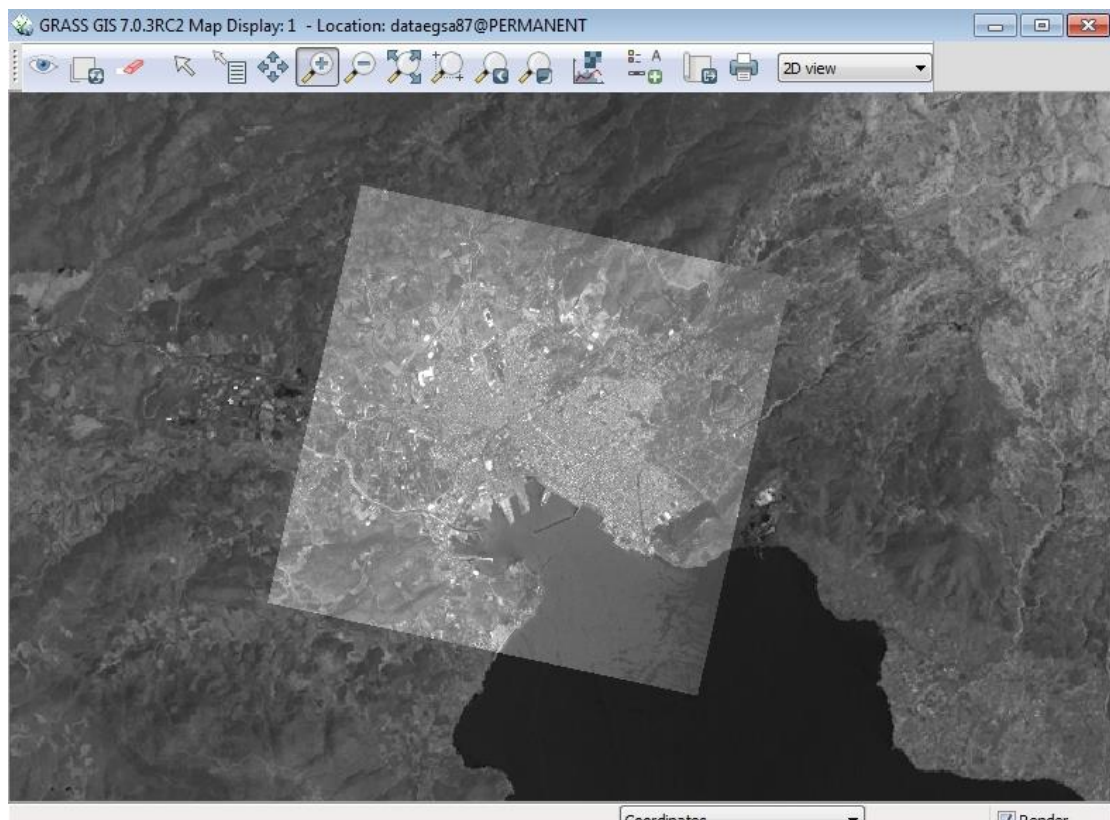 GRASS GIS 7.0.3RC2 Map Display: 1 - Location: dataegsa87@PERMANENT
2D view
Coordinates
Render